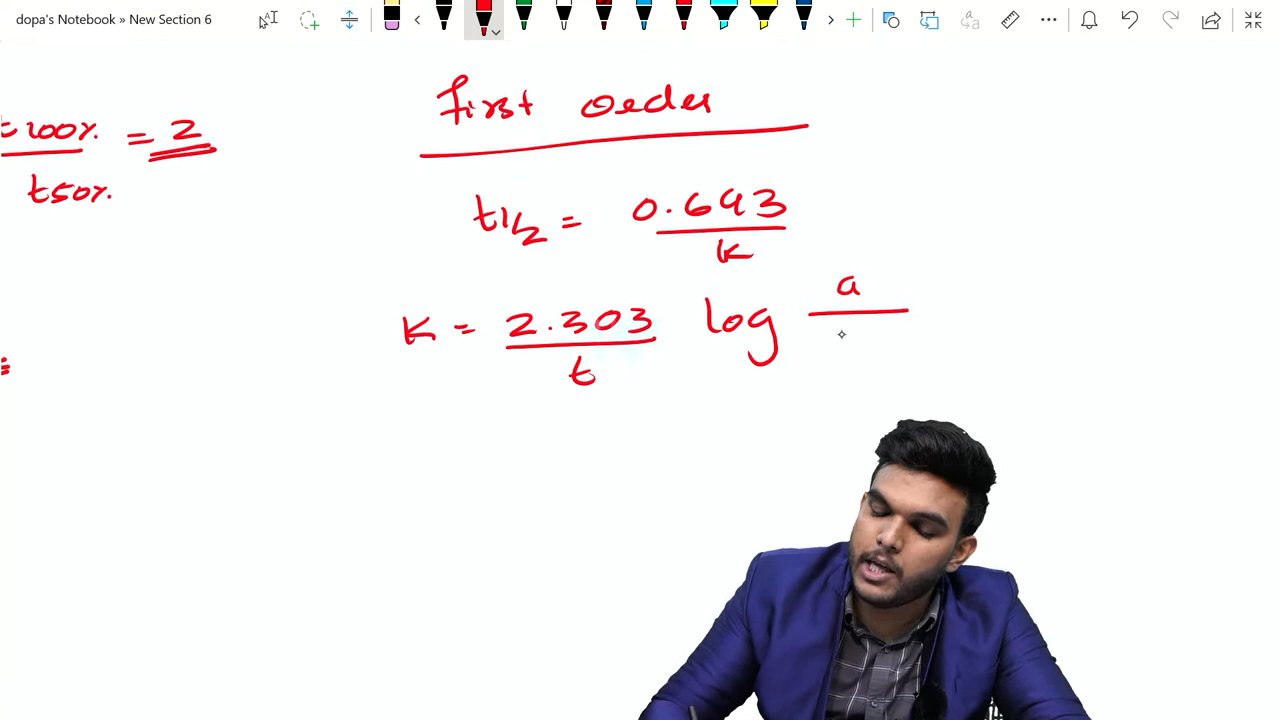 dopa's Notebook » New Section 6
First order
t100% / t50% = 2
t1/2 = 0.693 / K
K = 2.303 / t log a /
=